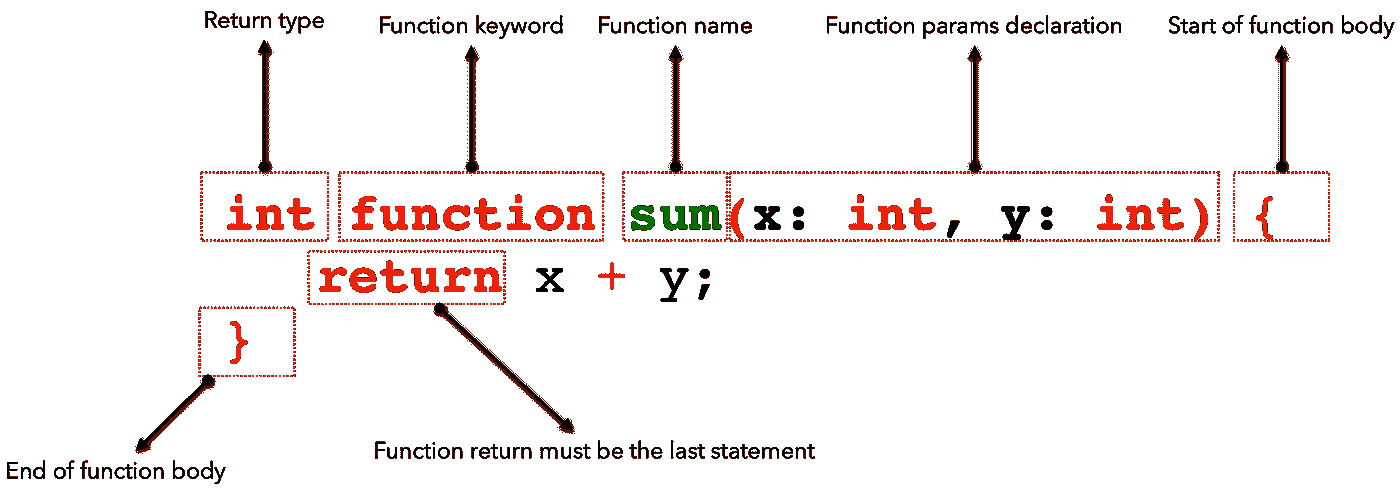 Return type
Function keyword
Function name
Function params declaration
Start of function body
int function sum(x: int, y: int) {
return x + y;
}
Function return must be the last statement
End of function body